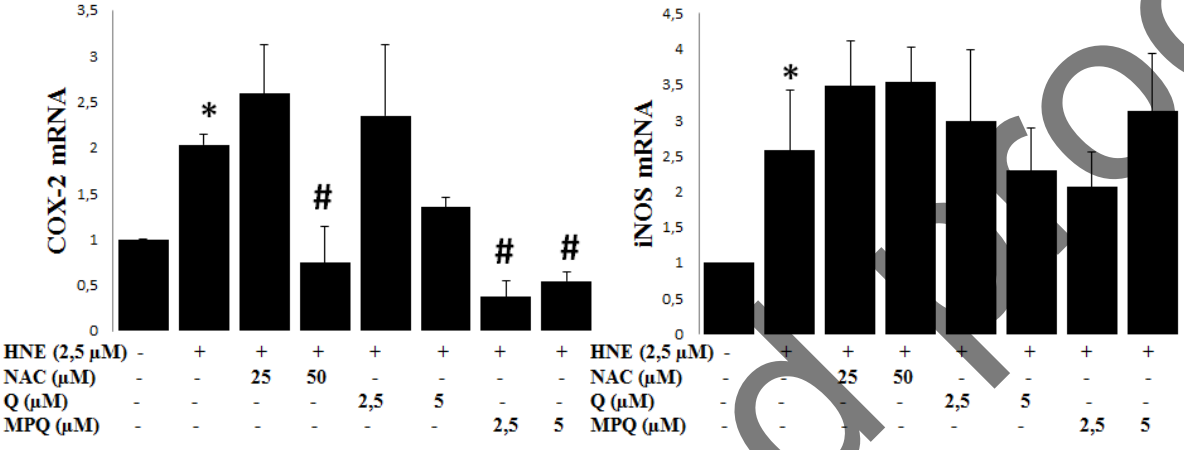 COX-2 mRNA
3,5
3
2,5
2
1,5
1
0,5
0
*
#
#
#
HNE (2,5 µM) - + + + + + + +
NAC (µM) - - 25 50 - - - -
Q (µM) - - - - 2,5 5 - -
MPQ (µM) - - - - - - 2,5 5
iNOS mRNA
4,5
4
3,5
3
2,5
2
1,5
1
0,5
0
*
HNE (2,5 µM) - + + + + + + +
NAC (µM) - - 25 50 - - - -
Q (µM) - - - - 2,5 5 - -
MPQ (µM) - - - - - - 2,5 5